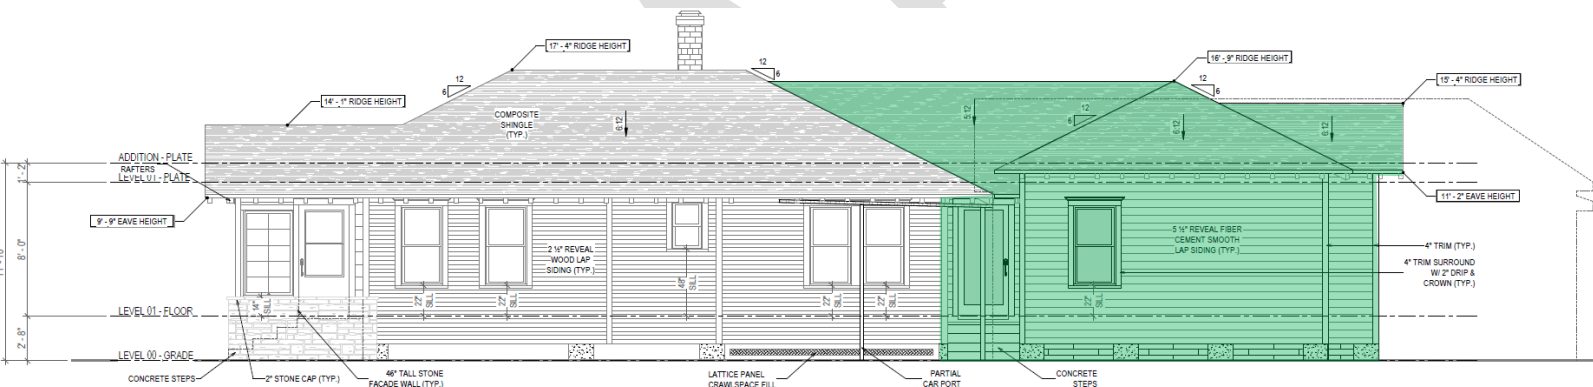 17' - 4" RIDGE HEIGHT
12
6
14' - 1" RIDGE HEIGHT
COMPOSITE
SHINGLE
(TYP.)
6:12
12
6
16' - 9" RIDGE HEIGHT
12
6
15' - 4" RIDGE HEIGHT
5:12
12
6
6:12
6:12
ADDITION - PLATE
RAFTERS
LEVEL 01 - PLATE
1' - 2"
9' - 9" EAVE HEIGHT
11' - 2" EAVE HEIGHT
8' - 0"
2 ½" REVEAL
WOOD LAP
SIDING (TYP.)
5 ½" REVEAL FIBER
CEMENT SMOOTH
LAP SIDING (TYP.)
4" TRIM (TYP.)
4" TRIM SURROUND
W/ 2" DRIP &
CROWN (TYP.)
14"
SILL
22"
SILL
22"
SILL
48"
SILL
22"
SILL
22"
SILL
22"
SILL
LEVEL 01 - FLOOR
2' - 8"
LEVEL 00 - GRADE
CONCRETE STEPS
2" STONE CAP (TYP.)
46" TALL STONE
FACADE WALL (TYP.)
LATTICE PANEL
CRAWLSPACE FILL
PARTIAL
CAR PORT
CONCRETE
STEPS